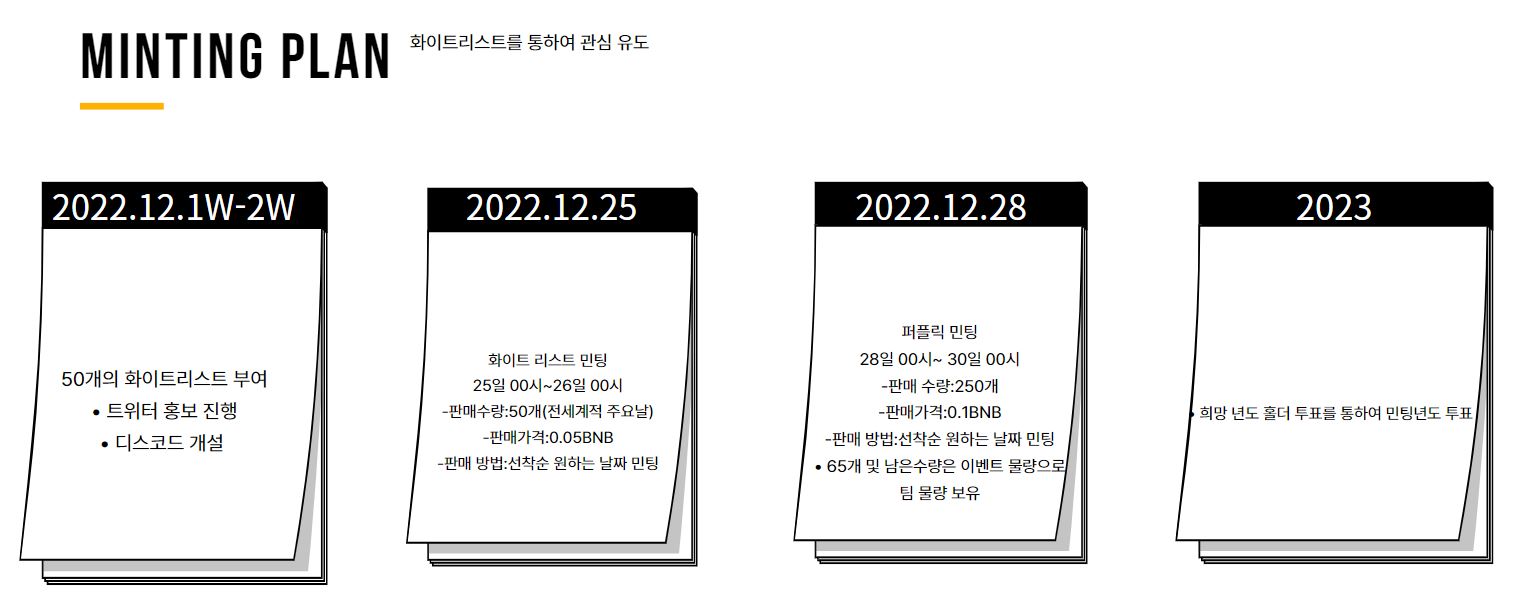 MINTING PLAN
화이트리스트를 통하여 관심 유도
2022.12.1W-2W
50개의 화이트리스트 부여
• 트위터 홍보 진행
• 디스코드 개설
2022.12.25
화이트 리스트 민팅
25일 00시~26일 00시
-판매수량:50개(전세계적 주요날)
-판매가격:0.05BNB
-판매 방법:선착순 원하는 날짜 민팅
2022.12.28
퍼플릭 민팅
28일 00시~ 30일 00시
-판매 수량:250개
-판매가격:0.1BNB
-판매 방법:선착순 원하는 날짜 민팅
• 65개 및 남은수량은 이벤트 물량으로
팀 물량 보유
2023
• 희망 년도 홀더 투표를 통하여 민팅년도 투표